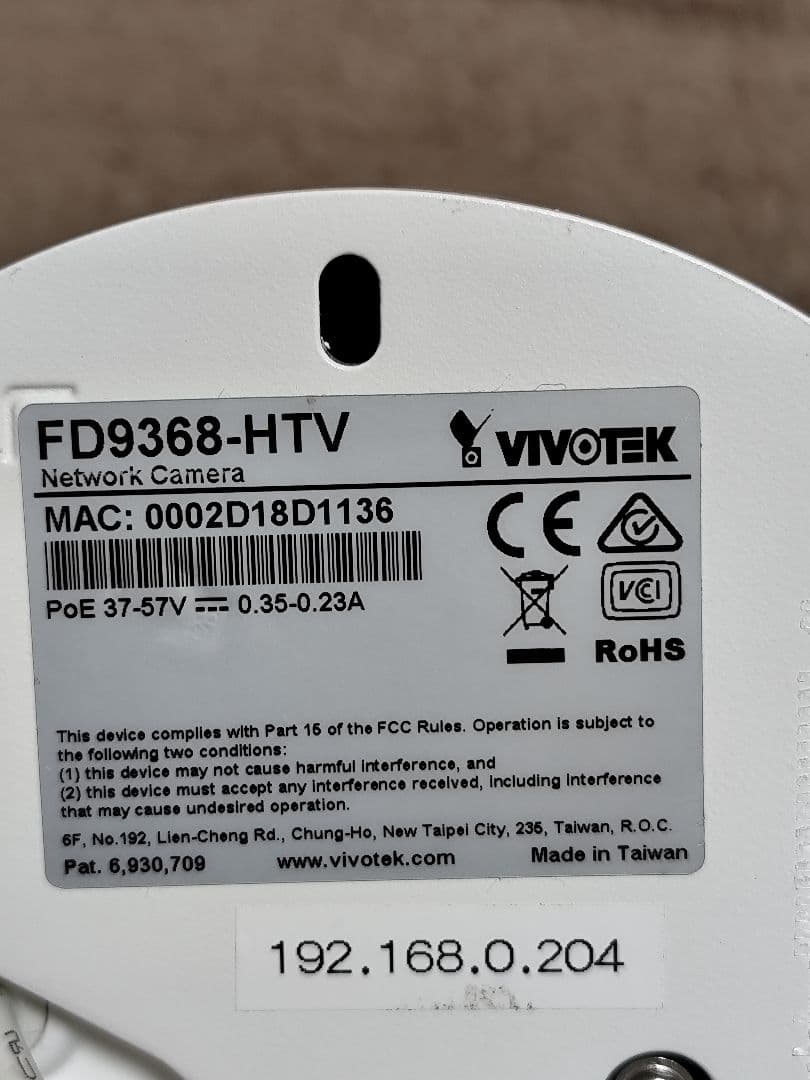 FD9368-HTV
VIVOTEK
Network Camera
MAC: 0002D18D1136
CE
PoE 37-57V 0.35-0.23A
VCI
RoHS
This device complies with Part 15 of the FCC Rules. Operation is subject to
the following two conditions:
(1) this device may not cause harmful interference, and
(2) this device must accept any interference received, including interference
that may cause undesired operation.
6F, No.192, Lien-Cheng Rd., Chung-Ho, New Taipei City, 235, Taiwan, R.O.C.
Pat. 6,930,709 www.vivotek.com Made in Taiwan
192.168.0.204